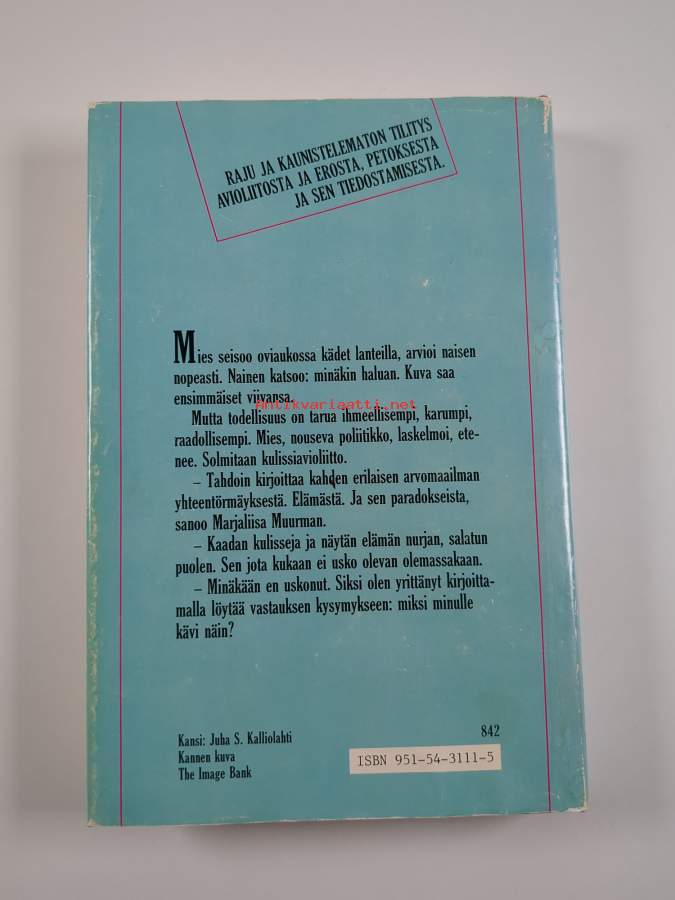 RAJU JA KAUNISTELEMATON TILITYS
AVIOLIITOSTA JA EROSTA, PETOKSESTA
JA SEN TIEDOSTAMISESTA.
Mies seisoo oviaukossa kädet lanteilla, arvioi naisen
nopeasti. Nainen katsoo: minäkin haluan. Kuva saa
ensimmäiset viivansa.
Antikvariaatti.net
Mutta todellisuus on tarua ihmeellisempi, karumpi,
raadollisempi. Mies, nouseva poliitikko, laskelmoi, ete-
nee. Solmitaan kulissiavioliitto.
– Tahdoin kirjoittaa kahden erilaisen arvomaailman
yhteentörmäyksestä. Elämästä. Ja sen paradokseista,
sanoo Marjaliisa Muurman.
– Kaadan kulisseja ja näytän elämän nurjan, salatun
puolen. Sen jota kukaan ei usko olevan olemassakaan.
– Minäkään en uskonut. Siksi olen yrittänyt kirjoitta-
malla löytää vastauksen kysymykseen: miksi minulle
kävi näin?
Kansi: Juha S. Kalliolahti
Kannen kuva
The Image Bank
842
ISBN 951-54-3111-5